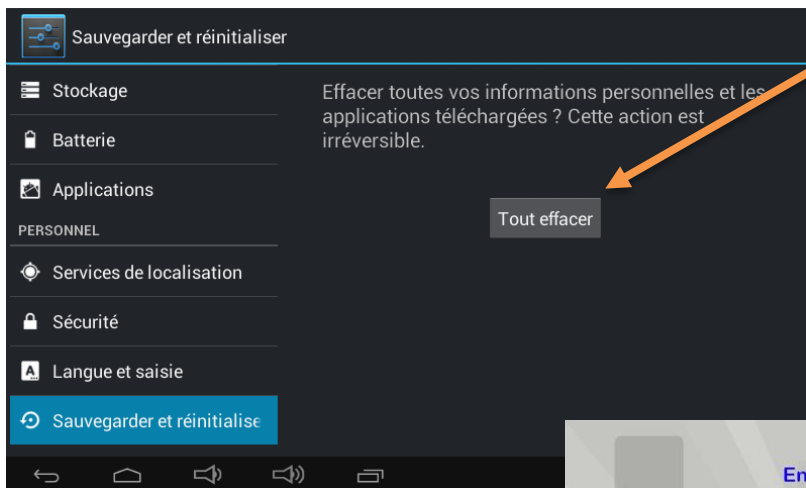 Sauvegarder et réinitialiser
Stockage
Batterie
Applications
PERSONNEL
Services de localisation
Sécurité
Langue et saisie
Sauvegarder et réinitialise
Effacer toutes vos informations personnelles et les
applications téléchargées ? Cette action est
irréversible.
Tout effacer
En